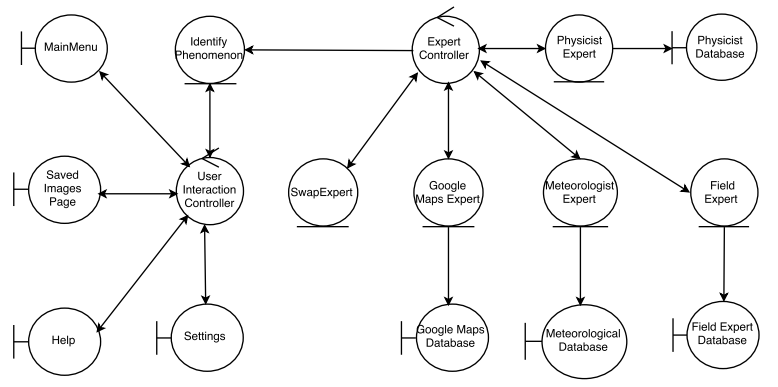 MainMenu
Identify
Phenomenon
Expert
Controller
Physicist
Expert
Physicist
Database
Saved
Images
Page
User
Interaction
Controller
SwapExpert
Google
Maps Expert
Meteorologist
Expert
Field
Expert
Help
Settings
Google Maps
Database
Meteorological
Database
Field Expert
Database